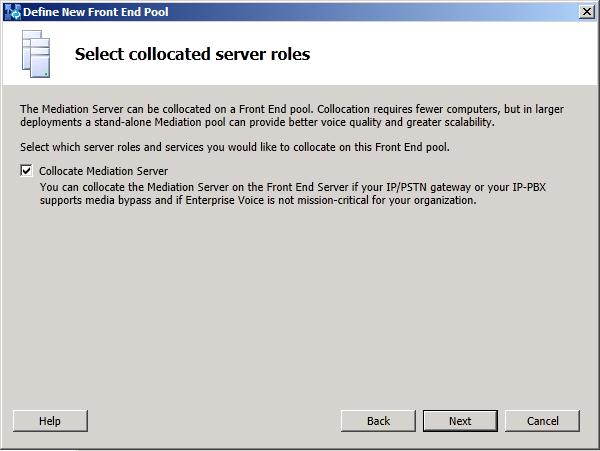 Define New Front End Pool
Select collocated server roles
The Mediation Server can be collocated on a Front End pool. Collocation requires fewer computers, but in larger
deployments a stand-alone Mediation pool can provide better voice quality and greater scalability.
Select which server roles and services you would like to collocate on this Front End pool.
Collocate Mediation Server
You can collocate the Mediation Server on the Front End Server if your IP/PSTN gateway or your IP-PBX
supports media bypass and if Enterprise Voice is not mission-critical for your organization.
Help
Back
Next
Cancel